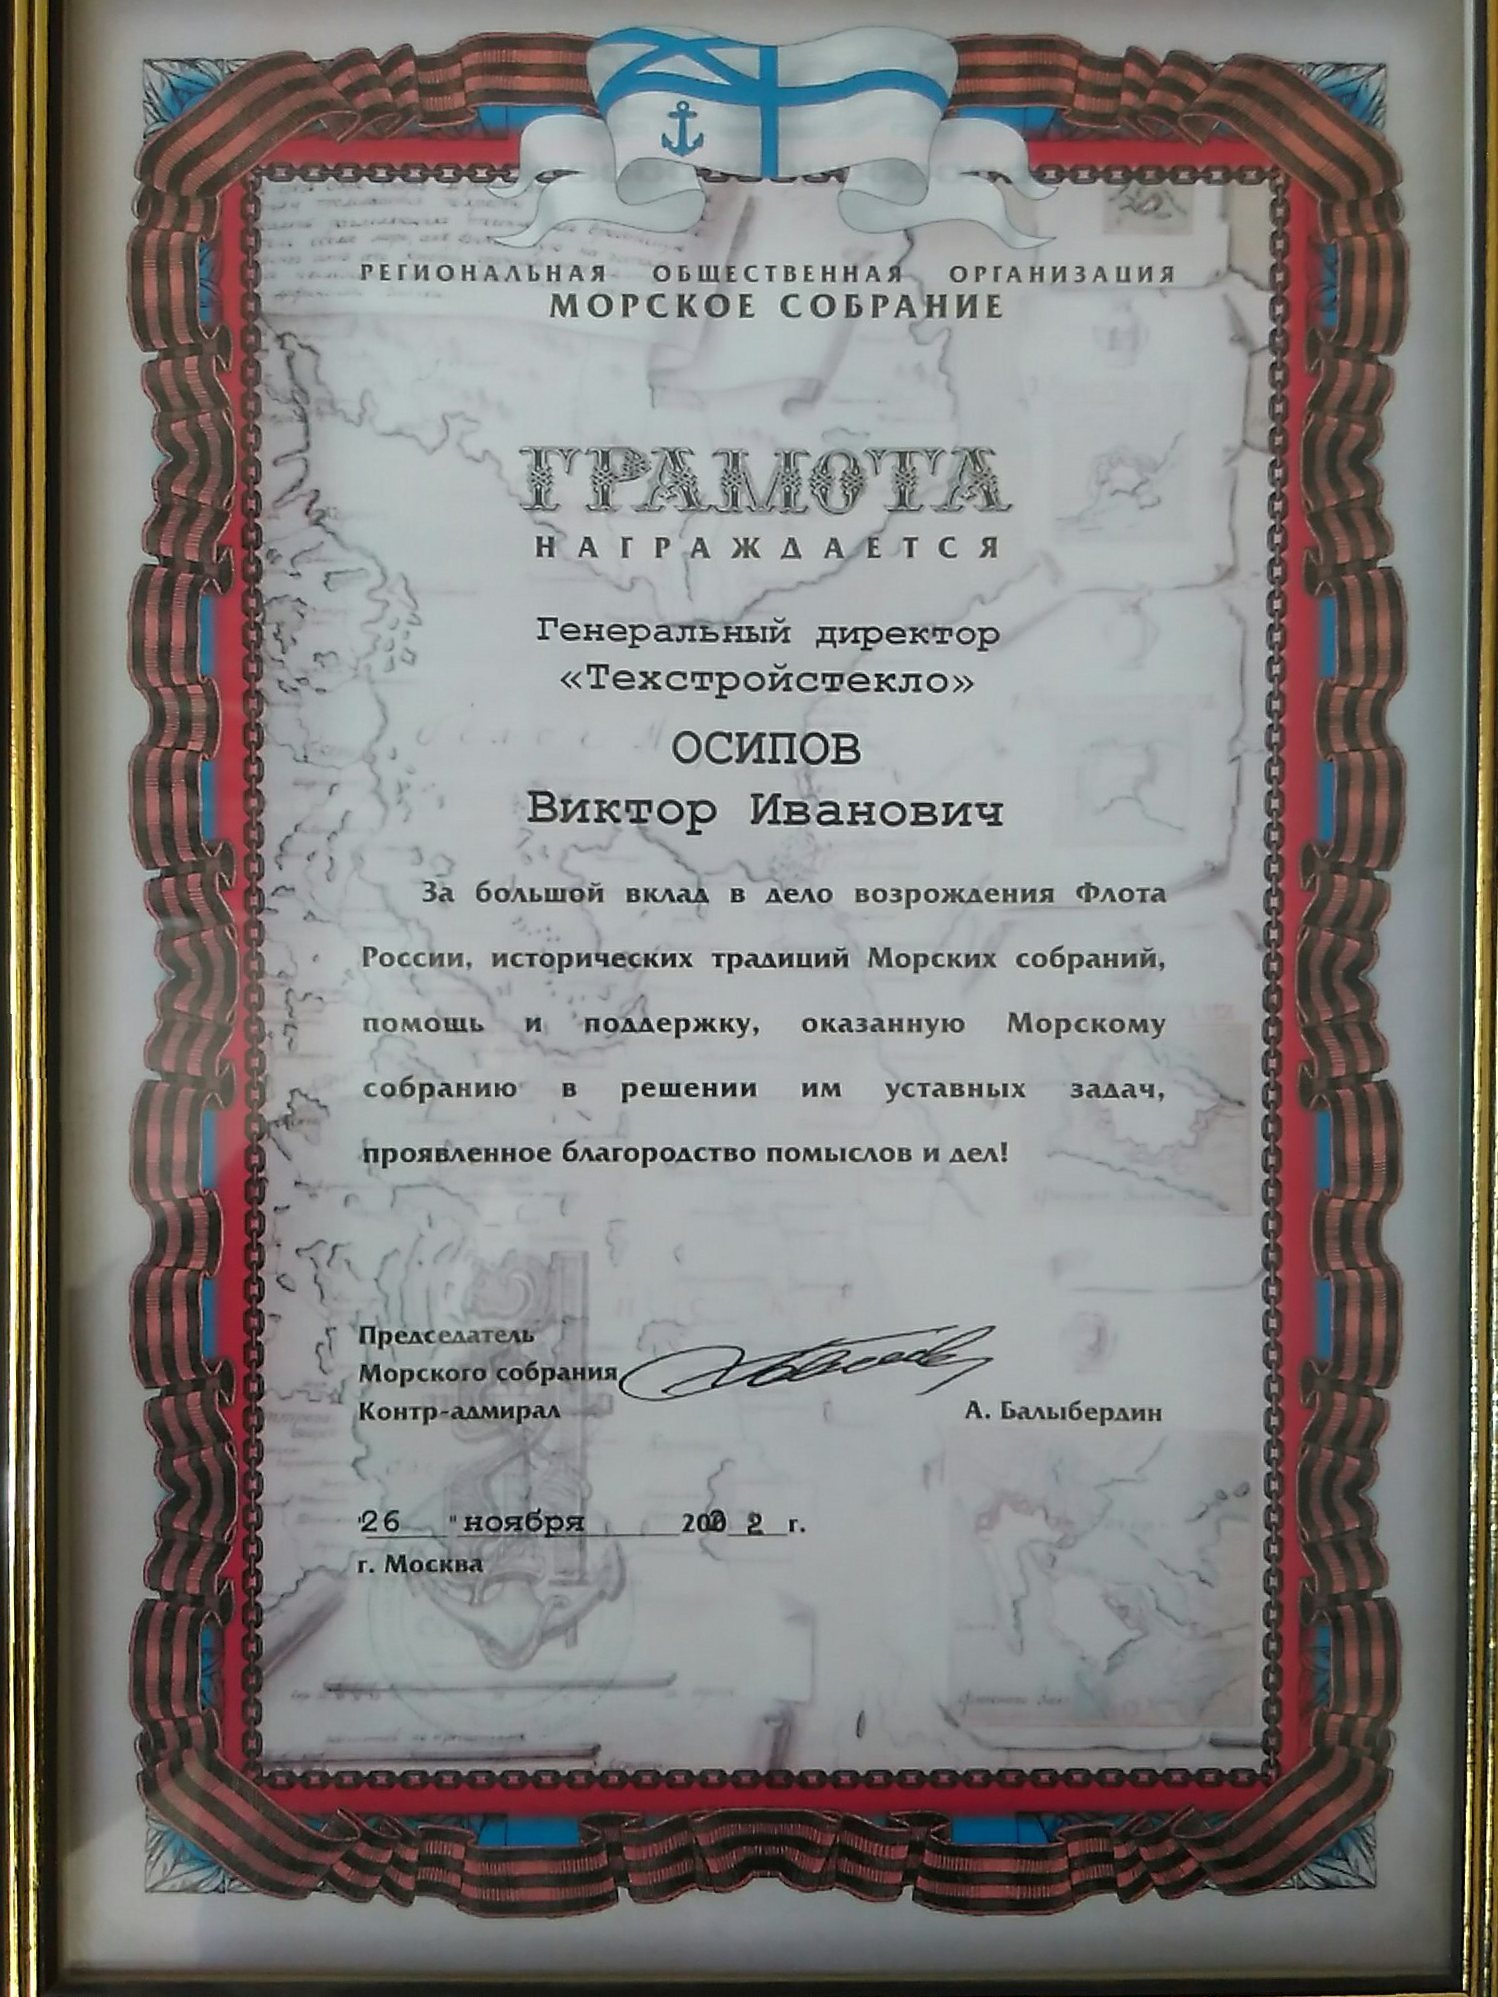 РЕГИОНАЛЬНАЯ ОБЩЕСТВЕННАЯ ОРГАНИЗАЦИЯ
МОРСКОЕ СОБРАНИЕ
ГРАМОТА
НАГРАЖДАЕТСЯ
Генеральный директор
«Техстройстекло»
ОСИПОВ
Виктор Иванович
За большой вклад в дело возрождения Флота
России, исторических традиций Морских собраний,
помощь и поддержку, оказанную Морскому
собранию в решении им уставных задач,
проявленное благородство помыслов и дел!
Председатель
Морского собрания
Контр-адмирал А. Балыбердин
"26 " ноября г.
г. Москва